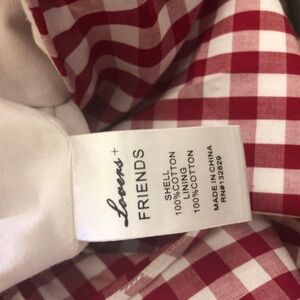 Lovers +
FRIENDS
SHELL
100%COTTON
LINING
100%COTTON
MADE IN CHINA
RN#132829